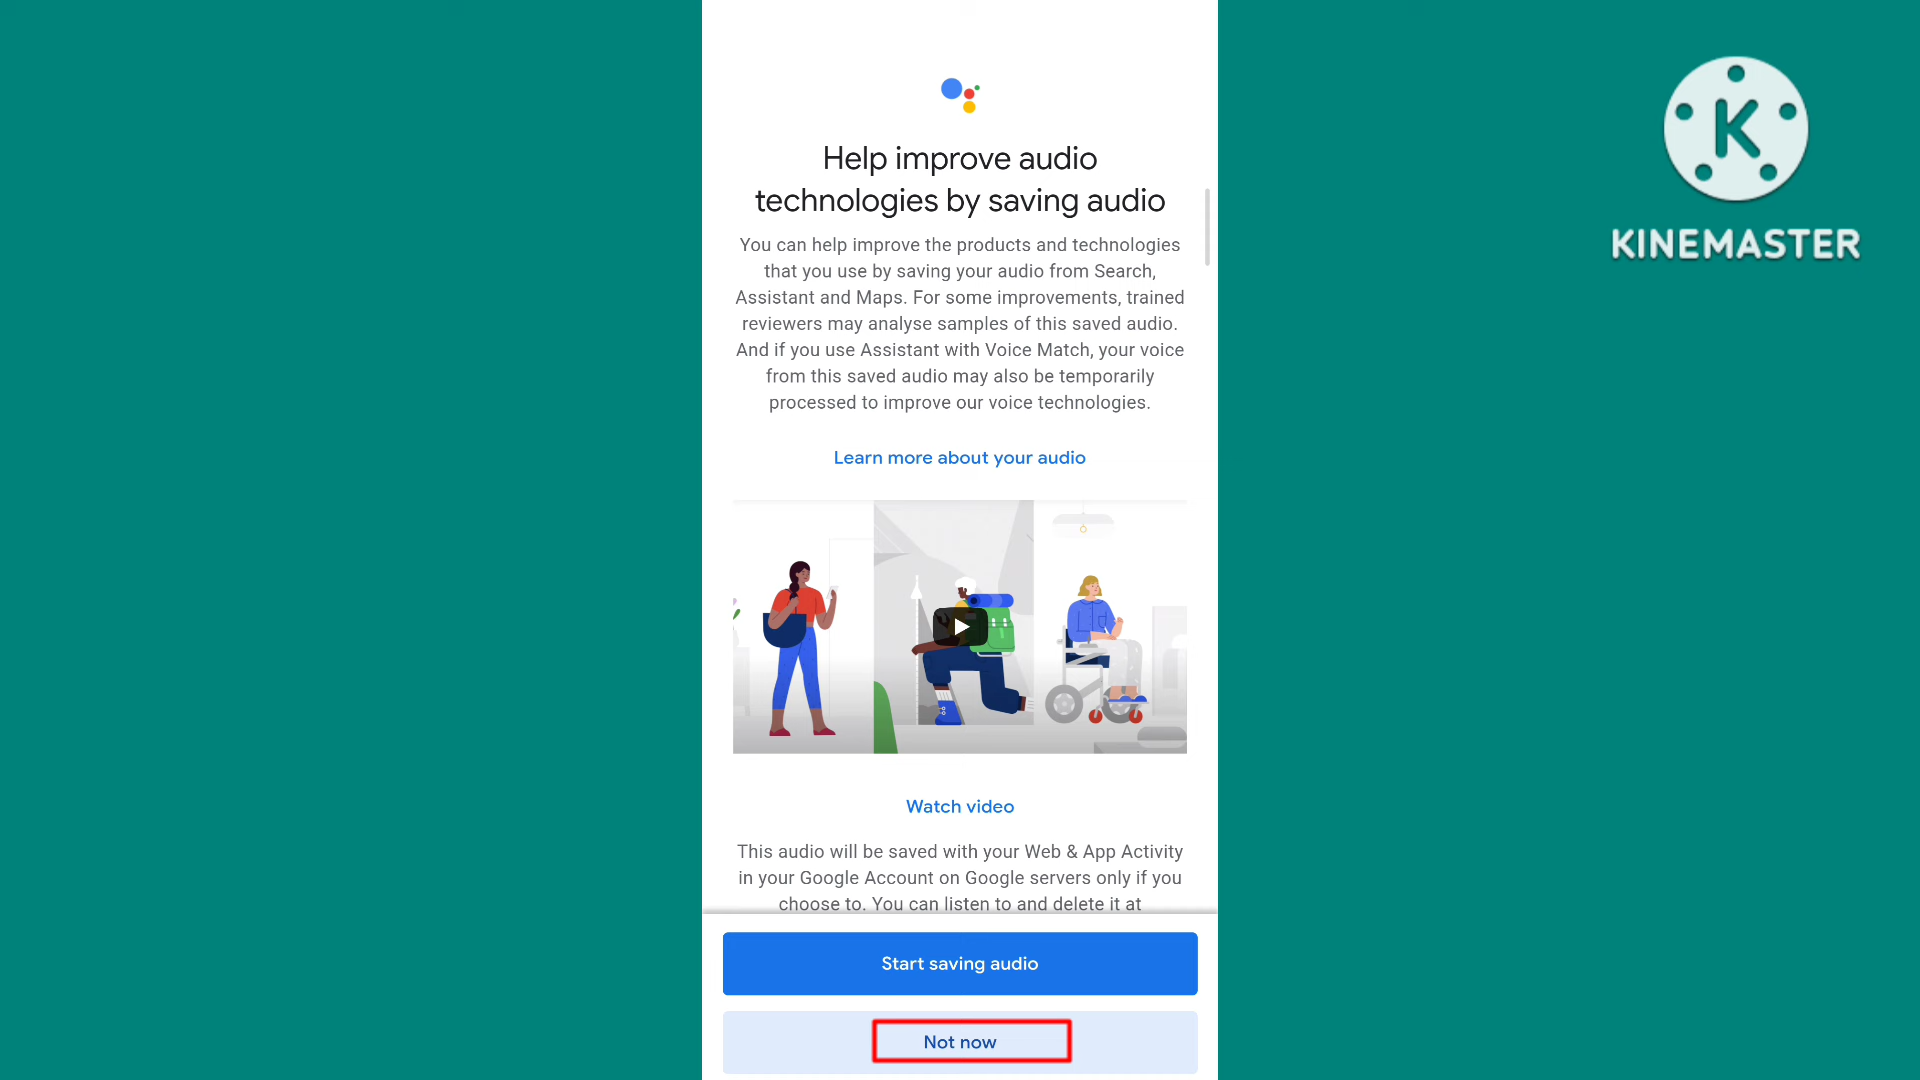 Help improve audio
technologies by saving audio
You can help improve the products and technologies
that you use by saving your audio from Search,
Assistant and Maps. For some improvements, trained
reviewers may analyse samples of this saved audio.
And if you use Assistant with Voice Match, your voice
from this saved audio may also be temporarily
processed to improve our voice technologies.
Learn more about your audio
Watch video
This audio will be saved with your Web & App Activity
in your Google Account on Google servers only if you
choose to. You can listen to and delete it at
Start saving audio
Not now
K
KINEMASTER